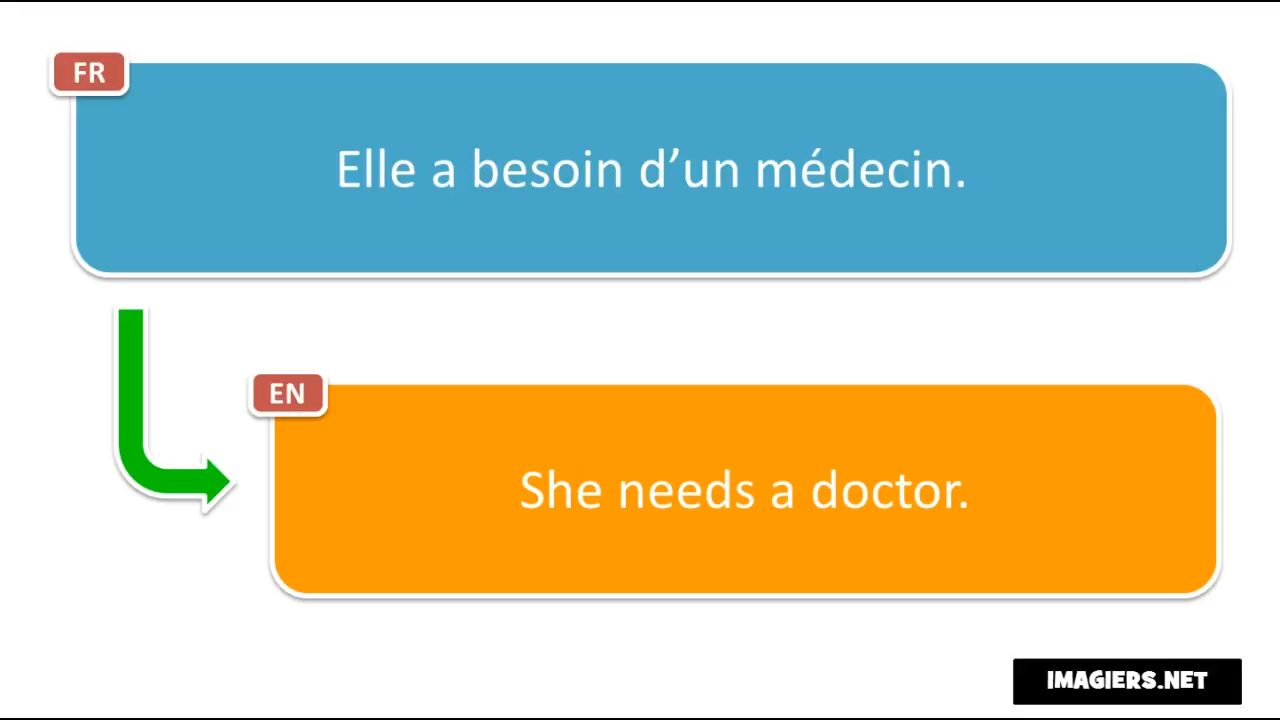 FR
Elle a besoin d’un médecin.
EN
She needs a doctor.
IMAGIERS.NET